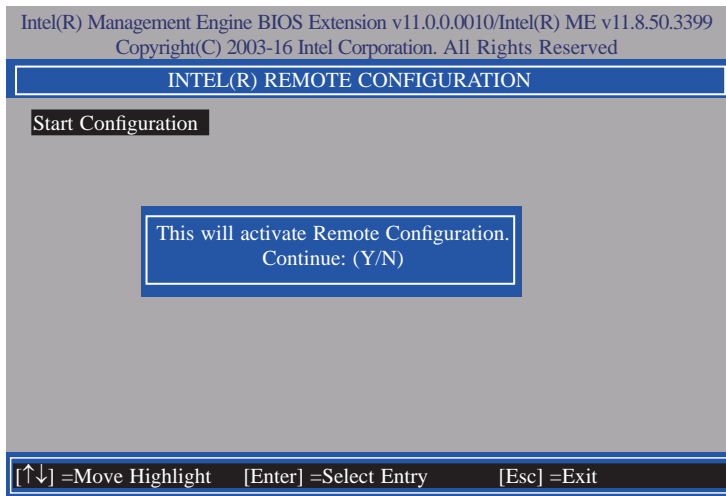 Intel(R) Management Engine BIOS Extension v11.0.0.0010/Intel(R) ME v11.8.50.3399
Copyright(C) 2003-16 Intel Corporation. All Rights Reserved
INTEL(R) REMOTE CONFIGURATION
Start Configuration
This will activate Remote Configuration.
Continue: (Y/N)
[↑↓] =Move Highlight [Enter] =Select Entry [Esc] =Exit